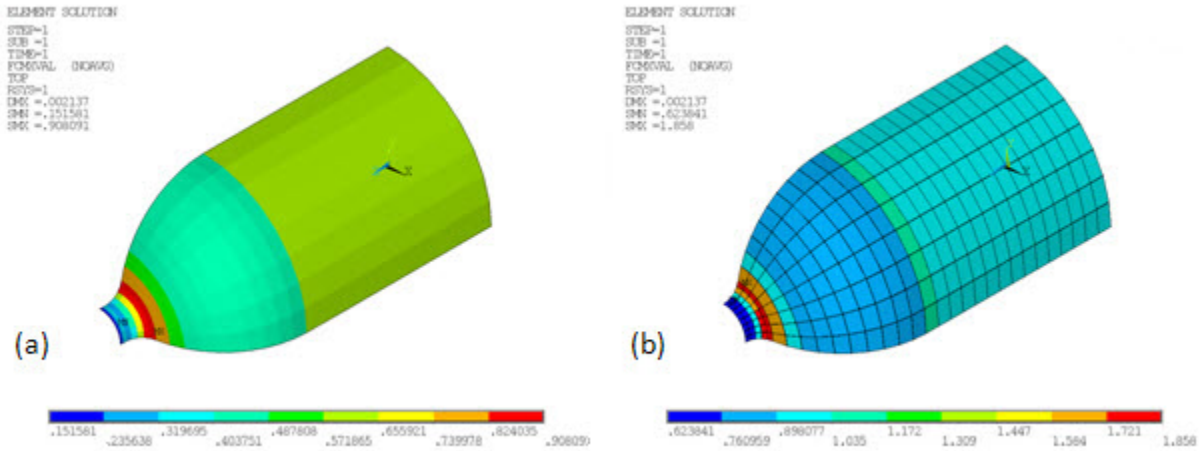 ELEMENT SOLUTION
STEP=1
SUB =1
TIME=1
FCMXVAL (NOAVG)
TOP
RSYS=1
DMX =.002137
SMN =.151581
SMX =.908091
Y
X
(a)
.151581 .319695 .487808 .655921 .824035
.235638 .403751 .571865 .739978 .90809
ELEMENT SOLUTION
STEP=1
SUB =1
TIME=1
FCMXVAL (NOAVG)
TOP
RSYS=1
DMX =.002137
SMN =.623841
SMX =1.858
X
(b)
.623841 .898077 1.172 1.447 1.721
.760959 1.035 1.309 1.584 1.858